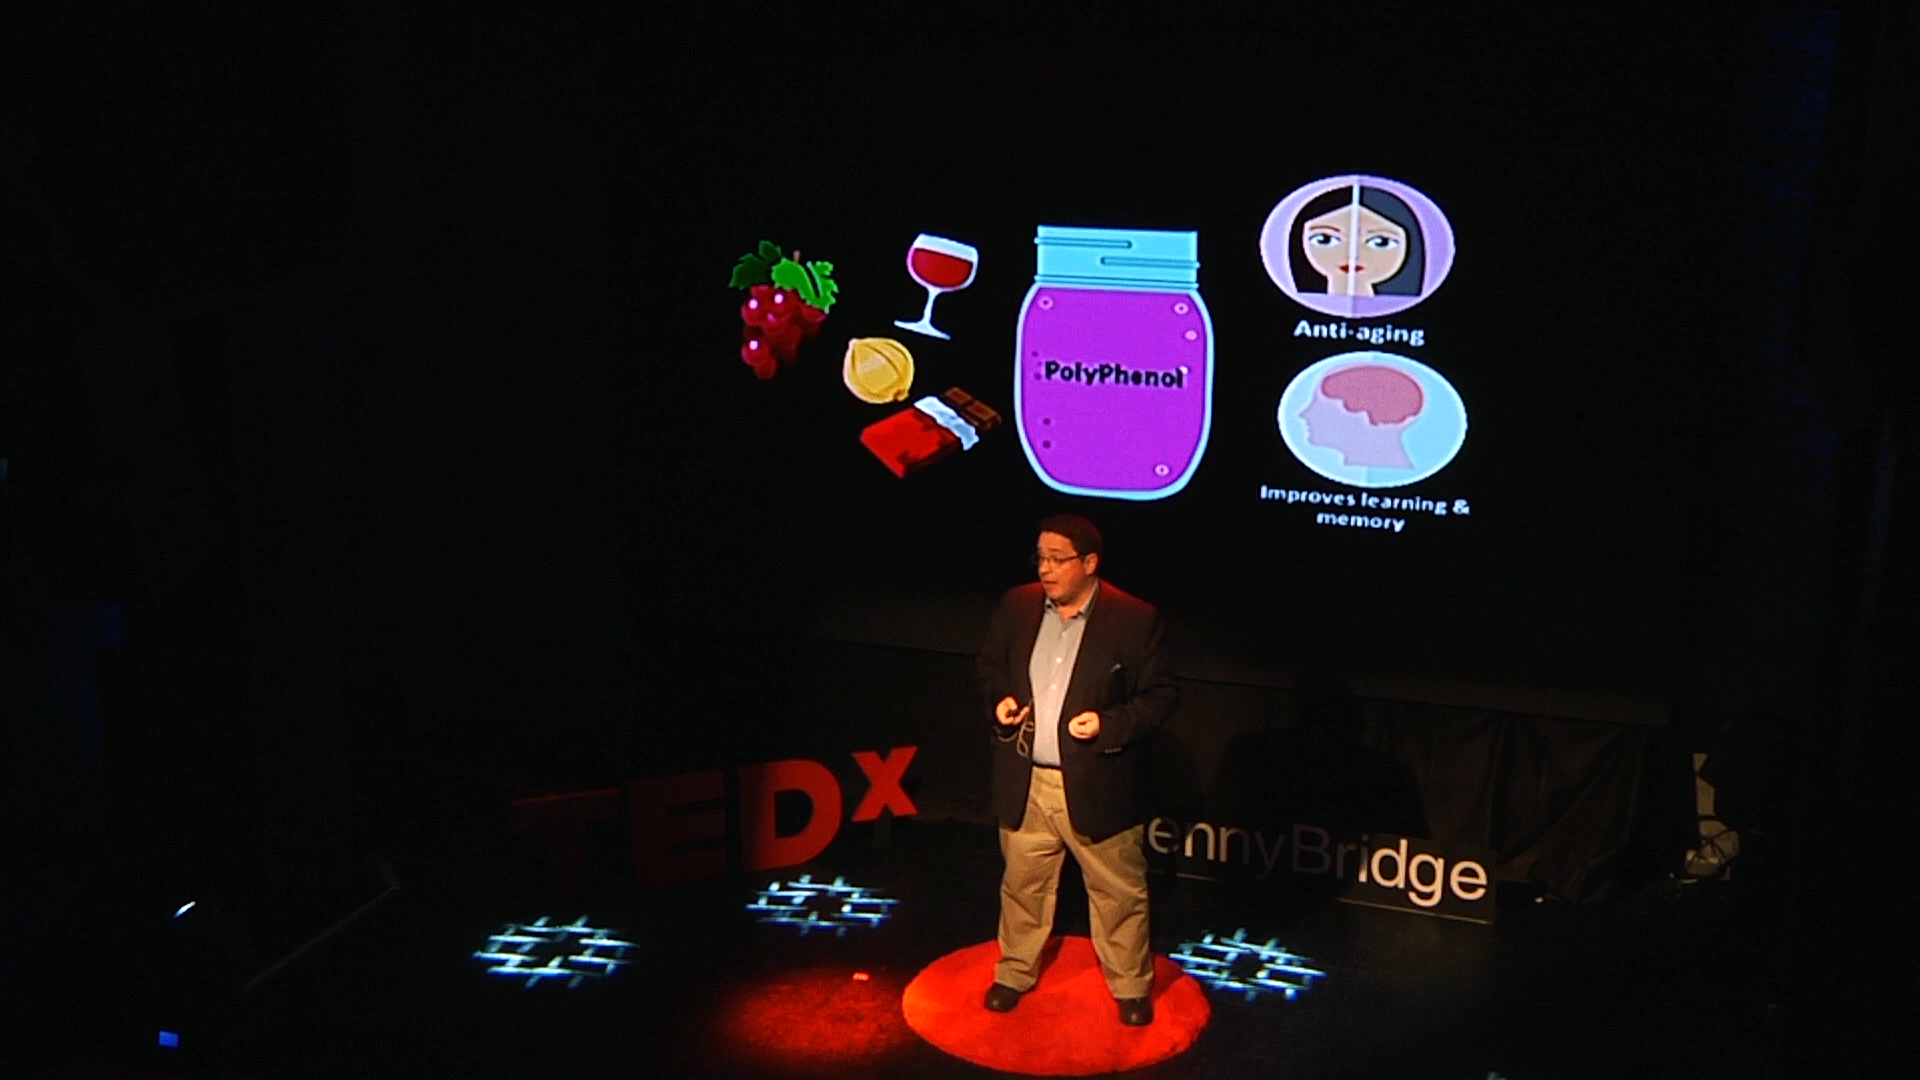 PolyPhenol
Anti-aging
Improves learning &
memory
TEDx
ennyBridge